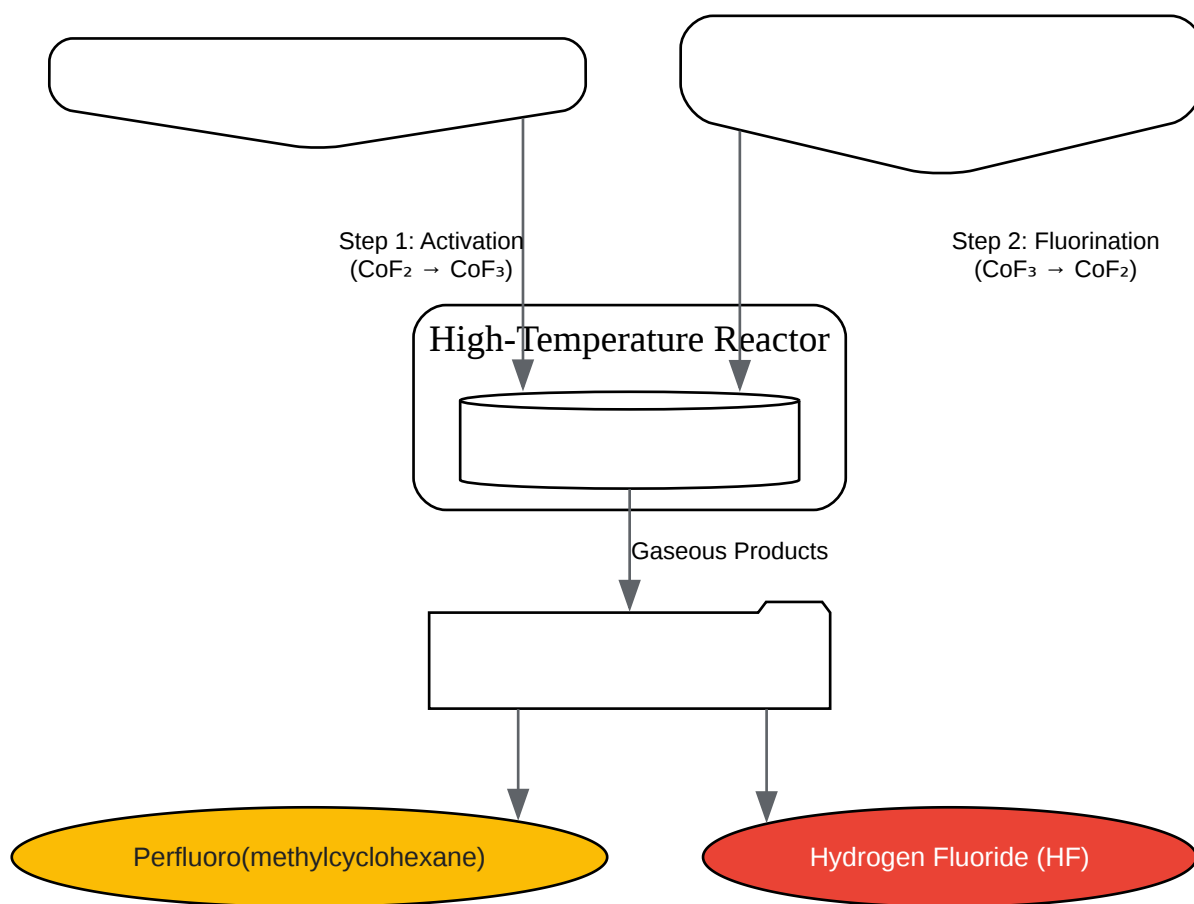 Step 1: Activation
(CoF₂ → CoF₃)
Step 2: Fluorination
(CoF₃ → CoF₂)
High-Temperature Reactor
Gaseous Products
Perfluoro(methylcyclohexane)
Hydrogen Fluoride (HF)